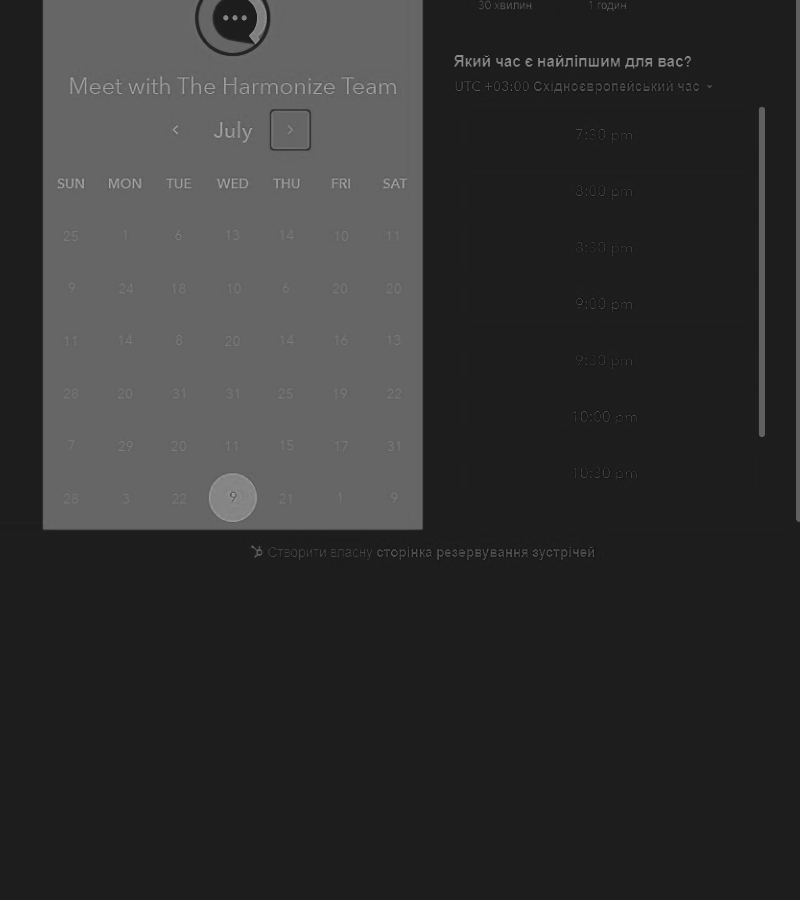 30 хвилин 1 годин
Meet with The Harmonize Team
July
SUN MON TUE WED THU FRI SAT
25 1 6 13 14 10 11
9 24 18 10 6 20 20
11 14 8 20 14 16 13
28 20 31 31 25 19 22
7 29 20 11 15 17 31
28 3 22 9 21 1 9
Який час є найліпшим для вас?
UTC +03:00 Східноєвропейський час
7:30 pm
8:00 pm
8:30 pm
9:00 pm
9:30 pm
10:00 pm
10:30 pm
Створити власну сторінка резервування зустрічей